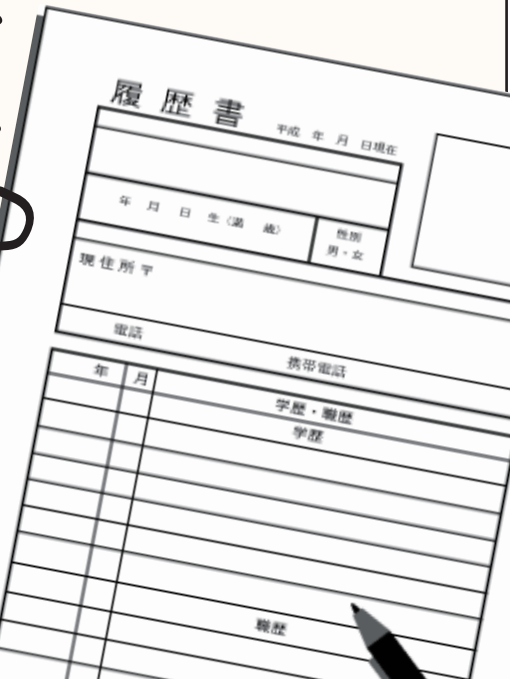 履歴書
平成 年 月 日現在
年 月 日 生（満 歳）
性別
男・女
現住所 〒
電話 携帯電話
年 月 学歴・職歴
学歴
職歴